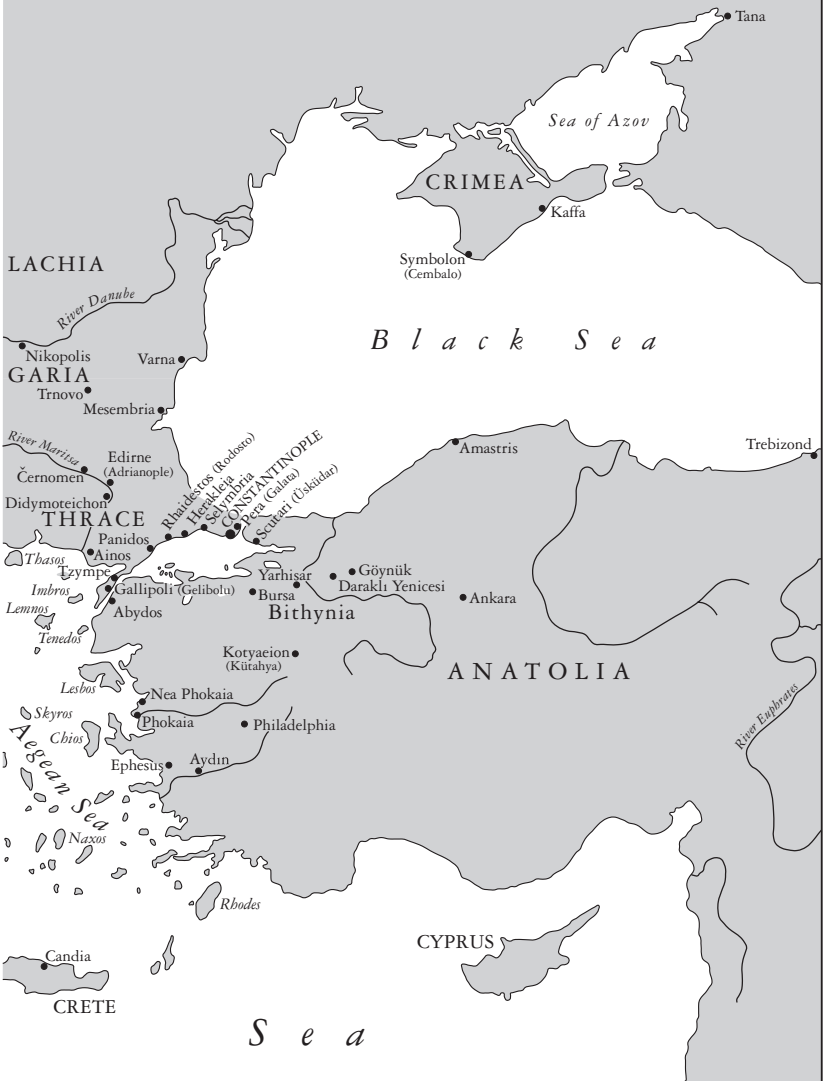 Tana
Sea of Azov
CRIMEA
Kaffa
Symbolon
(Cembalo)
LACHIA
River Danube
Black Sea
Nikopolis
Varna
GARIA
Trnovo
Mesembria
River Maritsa
Edirne
(Adrianople)
Černomen
Didymoteichon
THRACE
Rhaidestos (Rodosto)
Herakleia
Selymbria
CONSTANTINOPLE
Pera (Galata)
Scutari (Üsküdar)
Amastris
Trebizond
Panidos
Ainos
Thasos
Tzympe
Gallipoli (Gelibolu)
Imbros
Abydos
Lemnos
Tenedos
Yarhisar
Bursa
Bithynia
Göynük
Daraklı Yenicesi
Ankara
Kotyaeion
(Kütahya)
ANATOLIA
Lesbos
Nea Phokaia
Phokaia
Skyros
Chios
Philadelphia
River Euphrates
Aegean Sea
Ephesus
Aydın
Naxos
Rhodes
Candia
CRETE
CYPRUS
Sea